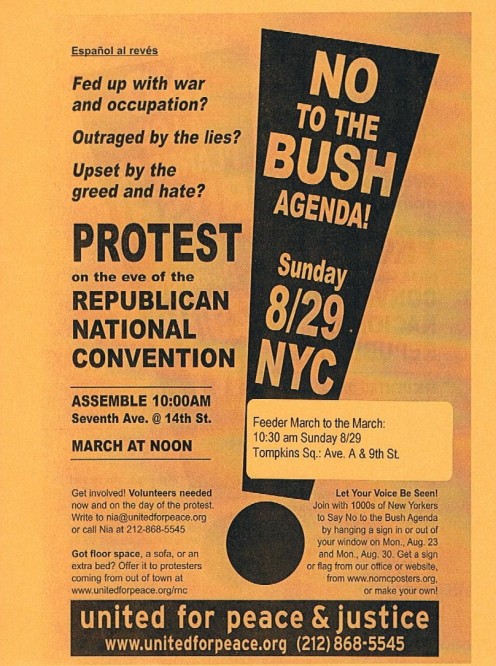 Español al revés
Fed up with war
and occupation?
Outraged by the lies?
Upset by the
greed and hate?
PROTEST
on the eve of the
REPUBLICAN
NATIONAL
CONVENTION
ASSEMBLE 10:00AM
Seventh Ave. @ 14th St.
MARCH AT NOON
NO
TO THE
BUSH
AGENDA!
Sunday
8/29
NYC
Feeder March to the March:
10:30 am Sunday 8/29
Tompkins Sq.: Ave. A & 9th St.
Get involved! Volunteers needed
now and on the day of the protest.
Write to nia@unitedforpeace.org
or call Nia at 212-868-5545
Got floor space, a sofa, or an
extra bed? Offer it to protesters
coming from out of town at
www.unitedforpeace.org/rnc
Let Your Voice Be Seen!
Join with 1000s of New Yorkers
to Say No to the Bush Agenda
by hanging a sign in or out of
your window on Mon., Aug. 23
and Mon., Aug. 30. Get a sign
or flag from our office or website,
from www.nomcposters.org,
or make your own!
united for peace & justice
www.unitedforpeace.org (212) 868-5545